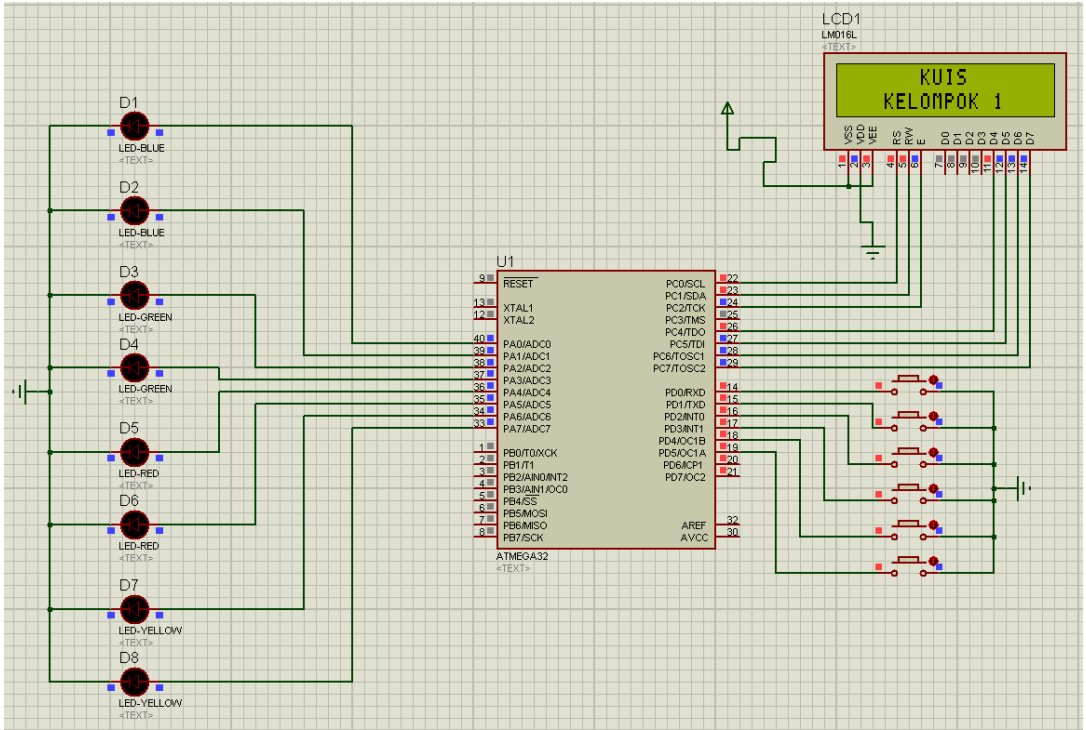 LCD1
LM016L
<TEXT>
KUIS
KELOMPOK 1
VSS
VDD
VEE
RS
RW
E
D0
D1
D2
D3
D4
D5
D6
D7
1
2
3
4
5
6
7
8
9
10
11
12
13
14
D1
LED-BLUE
<TEXT>
D2
LED-BLUE
<TEXT>
D3
LED-GREEN
<TEXT>
D4
LED-GREEN
<TEXT>
D5
LED-RED
<TEXT>
D6
LED-RED
<TEXT>
D7
LED-YELLOW
<TEXT>
D8
LED-YELLOW
<TEXT>
U1
9 RESET
13 XTAL1
12 XTAL2
40 PA0/ADC0
39 PA1/ADC1
38 PA2/ADC2
37 PA3/ADC3
36 PA4/ADC4
35 PA5/ADC5
34 PA6/ADC6
33 PA7/ADC7
1 PB0/T0/XCK
2 PB1/T1
3 PB2/AIN0/INT2
4 PB3/AIN1/OC0
5 PB4/SS
6 PB5/MOSI
7 PB6/MISO
8 PB7/SCK
PC0/SCL 22
PC1/SDA 23
PC2/TCK 24
PC3/TMS 25
PC4/TDO 26
PC5/TDI 27
PC6/TOSC1 28
PC7/TOSC2 29
PD0/RXD 14
PD1/TXD 15
PD2/INT0 16
PD3/INT1 17
PD4/OC1B 18
PD5/OC1A 19
PD6/ICP1 20
PD7/OC2 21
AREF 32
AVCC 30
ATMEGA32
<TEXT>